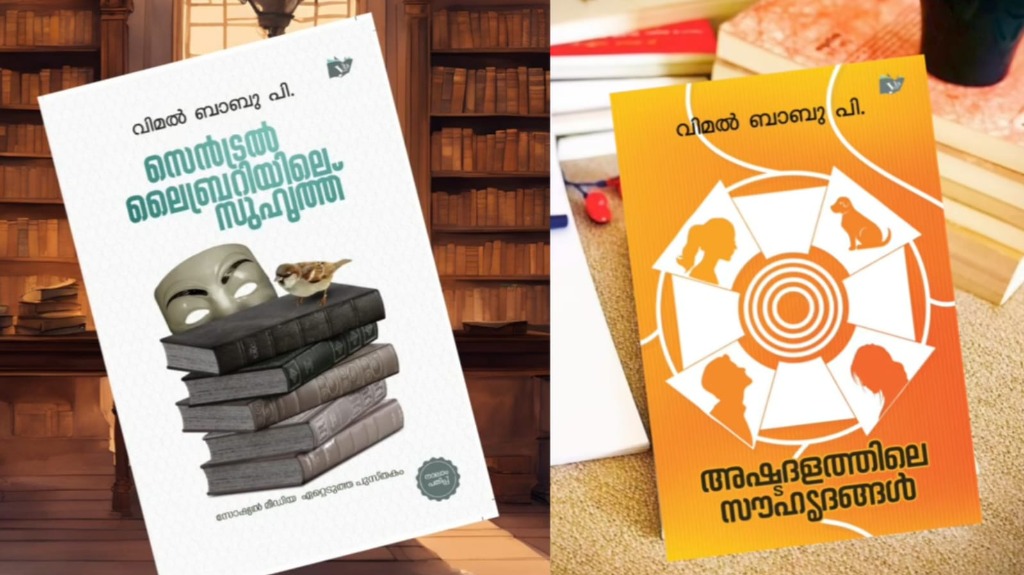 വിമൽ ബാബു പി.
സെൻട്രൽ
ലൈബ്രറിയിലെ
സുഹൃത്ത്
സോഷ്യൽ മീഡിയ ഏറ്റെടുത്ത പുസ്തകം
വിമൽ ബാബു പി.
അഷ്ടദളത്തിലെ
സൗഹൃദങ്ങൾ